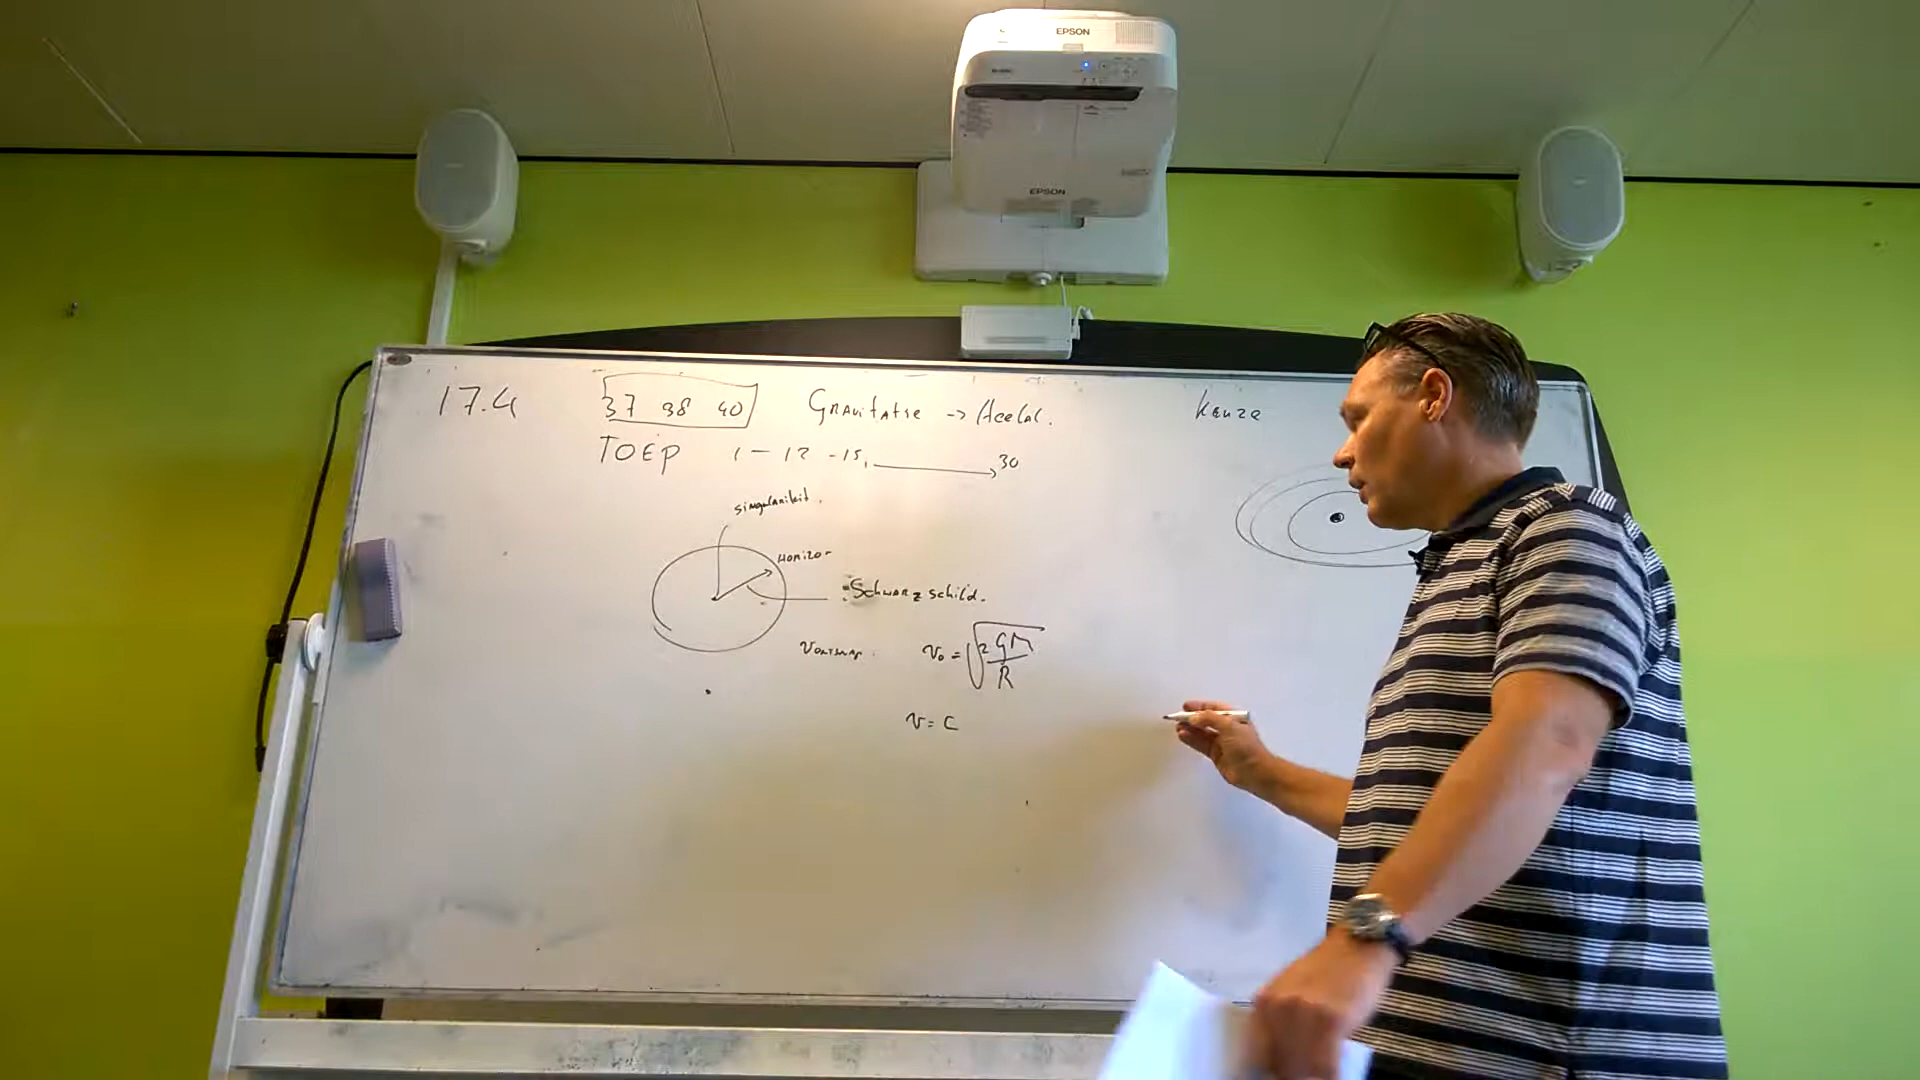 EPSON
EPSON
17.4
37 38 40
Gravitatie -> Heelal.
Keuze
TOEP 1 - 12 - 15, 30
singulariteit.
Horizon
Schwarzschild.
Vontsnap. v₀ = √(2GM/R)
v = c